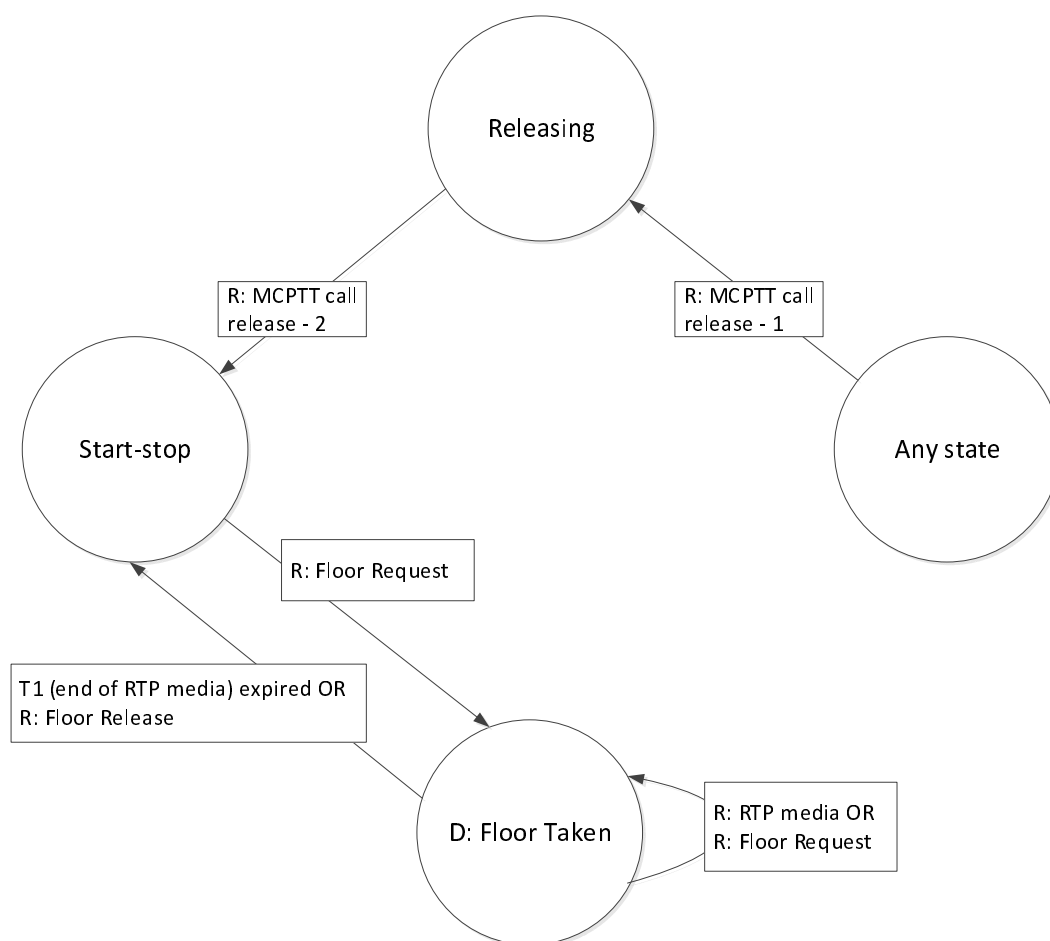 Releasing
R: MCPTT call
release - 2
R: MCPTT call
release - 1
Start-stop
Any state
R: Floor Request
T1 (end of RTP media) expired OR
R: Floor Release
D: Floor Taken
R: RTP media OR
R: Floor Request